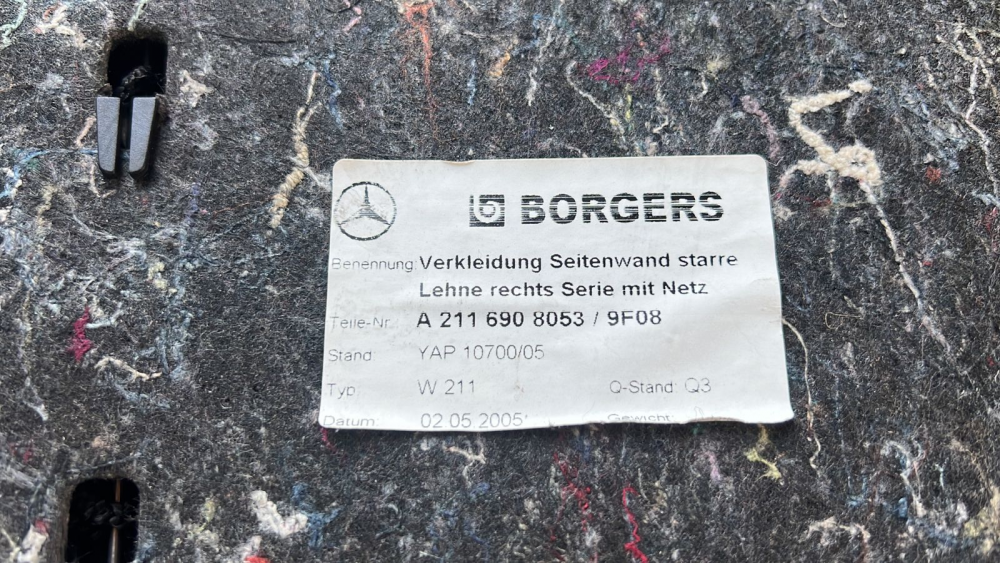 BORGERS
Benennung: Verkleidung Seitenwand starre
Lehne rechts Serie mit Netz
Teile-Nr. A 211 690 8053 / 9F08
Stand: YAP 10700/05
Typ: W 211 Q-Stand: Q3
Datum: 02.05.2005 Gewicht: